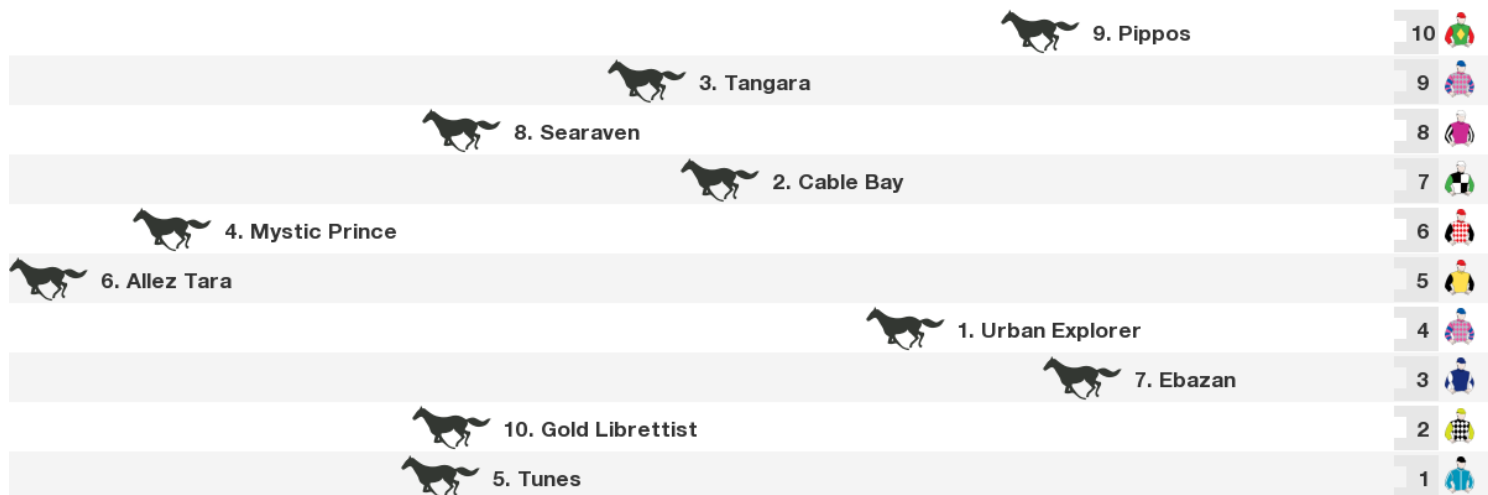 9. Pippos 10
3. Tangara 9
8. Searaven 8
2. Cable Bay 7
4. Mystic Prince 6
6. Allez Tara 5
1. Urban Explorer 4
7. Ebazan 3
10. Gold Librettist 2
5. Tunes 1